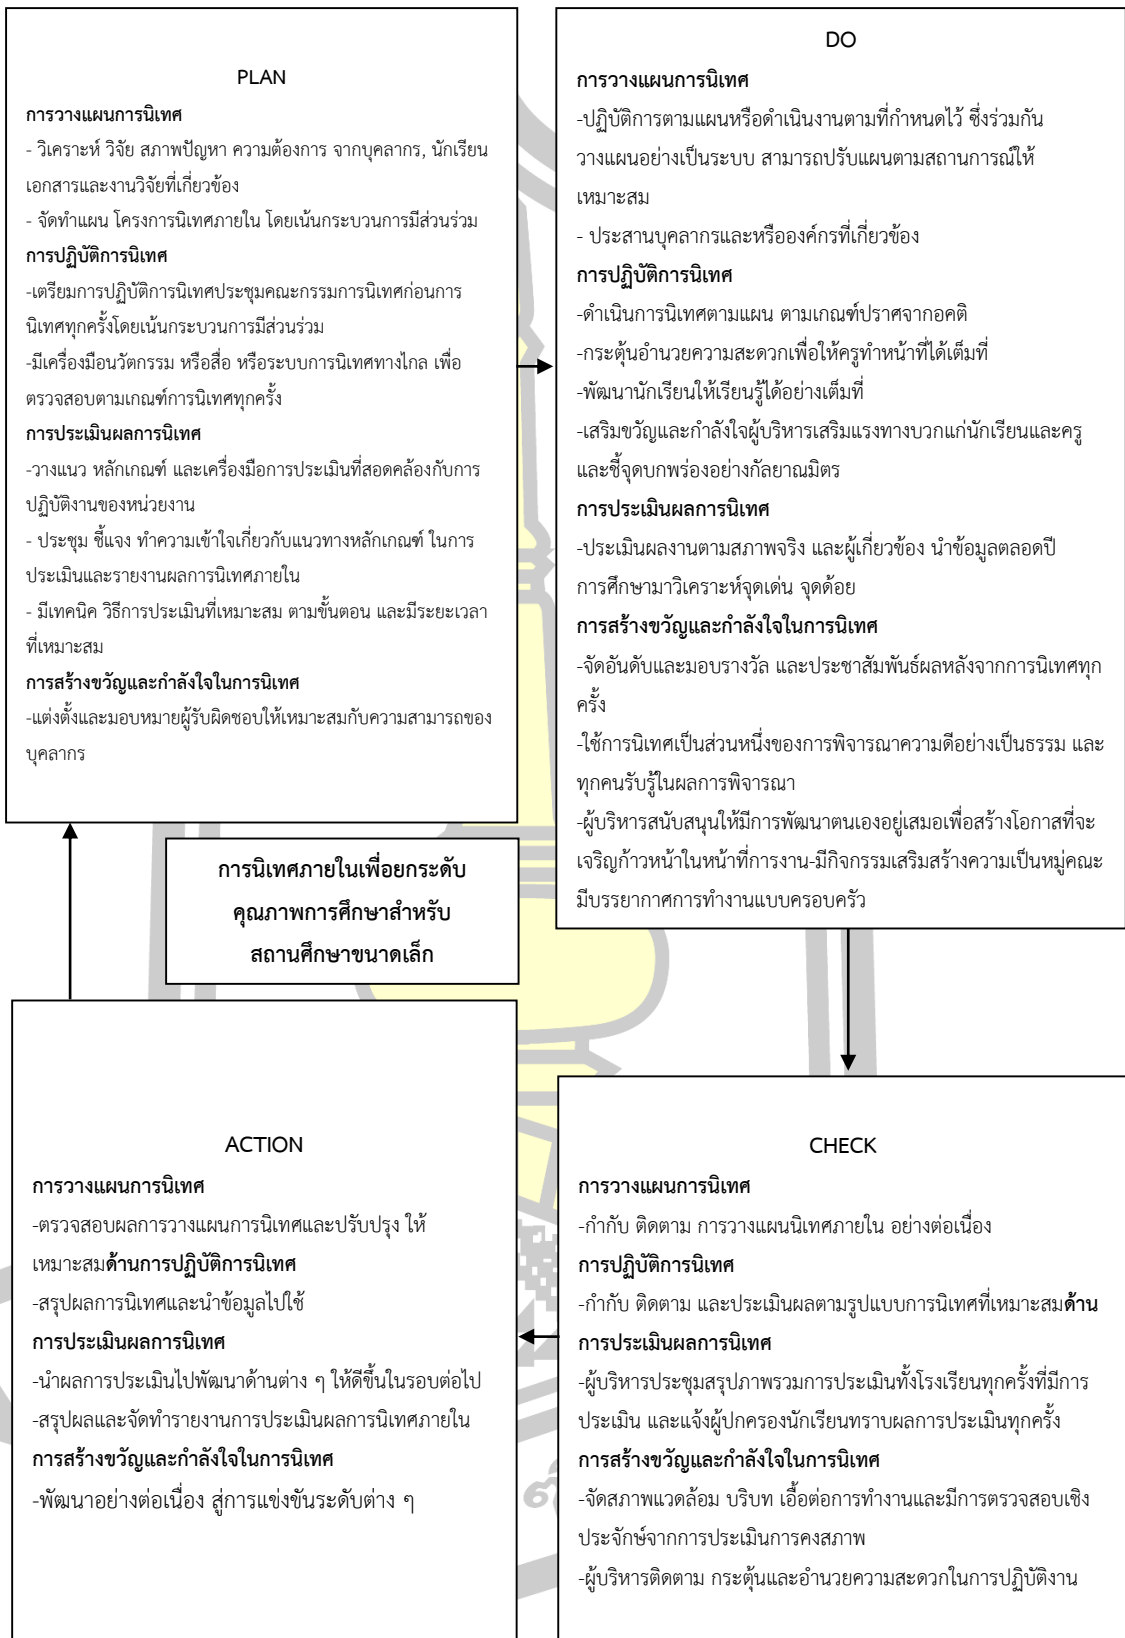 PLAN
การวางแผนการนิเทศ
- วิเคราะห์ วิจัย สภาพปัญหา ความต้องการ จากบุคลากร, นักเรียน
เอกสารและงานวิจัยที่เกี่ยวข้อง
- จัดทำแผน โครงการนิเทศภายใน โดยเน้นกระบวนการมีส่วนร่วม
การปฏิบัติการนิเทศ
-เตรียมการปฏิบัติการนิเทศประชุมคณะกรรมการนิเทศก่อนการ
นิเทศทุกครั้งโดยเน้นกระบวนการมีส่วนร่วม
-มีเครื่องมือนวัตกรรม หรือสื่อ หรือระบบการนิเทศทางไกล เพื่อ
ตรวจสอบตามเกณฑ์การนิเทศทุกครั้ง
การประเมินผลการนิเทศ
-วางแนว หลักเกณฑ์ และเครื่องมือการประเมินที่สอดคล้องกับการ
ปฏิบัติงานของหน่วยงาน
- ประชุม ชี้แจง ทำความเข้าใจเกี่ยวกับแนวทางหลักเกณฑ์ ในการ
ประเมินและรายงานผลการนิเทศภายใน
- มีเทคนิค วิธีการประเมินที่เหมาะสม ตามขั้นตอน และมีระยะเวลา
ที่เหมาะสม
การสร้างขวัญและกำลังใจในการนิเทศ
-แต่งตั้งและมอบหมายผู้รับผิดชอบให้เหมาะสมกับความสามารถของ
บุคลากร
DO
การวางแผนการนิเทศ
-ปฏิบัติการตามแผนหรือดำเนินงานตามที่กำหนดไว้ ซึ่งร่วมกัน
วางแผนอย่างเป็นระบบ สามารถปรับแผนตามสถานการณ์ให้
เหมาะสม
- ประสานบุคลากรและหรือองค์กรที่เกี่ยวข้อง
การปฏิบัติการนิเทศ
-ดำเนินการนิเทศตามแผน ตามเกณฑ์ปราศจากอคติ
-กระตุ้นอำนวยความสะดวกเพื่อให้ครูทำหน้าที่ได้เต็มที่
-พัฒนานักเรียนให้เรียนรู้ได้อย่างเต็มที่
-เสริมขวัญและกำลังใจผู้บริหารเสริมแรงทางบวกแก่นักเรียนและครู
และชี้จุดบกพร่องอย่างกัลยาณมิตร
การประเมินผลการนิเทศ
-ประเมินผลงานตามสภาพจริง และผู้เกี่ยวข้อง นำข้อมูลตลอดปี
การศึกษามาวิเคราะห์จุดเด่น จุดด้อย
การสร้างขวัญและกำลังใจในการนิเทศ
-จัดอันดับและมอบรางวัล และประชาสัมพันธ์ผลหลังจากการนิเทศทุก
ครั้ง
-ใช้การนิเทศเป็นส่วนหนึ่งของการพิจารณาความดีอย่างเป็นธรรม และ
ทุกคนรับรู้ในผลการพิจารณา
-ผู้บริหารสนับสนุนให้มีการพัฒนาตนเองอยู่เสมอเพื่อสร้างโอกาสที่จะ
เจริญก้าวหน้าในหน้าที่การงาน-มีกิจกรรมเสริมสร้างความเป็นหมู่คณะ
มีบรรยากาศการทำงานแบบครอบครัว
การนิเทศภายในเพื่อยกระดับ
คุณภาพการศึกษาสำหรับ
สถานศึกษาขนาดเล็ก
ACTION
การวางแผนการนิเทศ
-ตรวจสอบผลการวางแผนการนิเทศและปรับปรุง ให้
เหมาะสมด้านการปฏิบัติการนิเทศ
-สรุปผลการนิเทศและนำข้อมูลไปใช้
การประเมินผลการนิเทศ
-นำผลการประเมินไปพัฒนาด้านต่าง ๆ ให้ดีขึ้นในรอบต่อไป
-สรุปผลและจัดทำรายงานการประเมินผลการนิเทศภายใน
การสร้างขวัญและกำลังใจในการนิเทศ
-พัฒนาอย่างต่อเนื่อง สู่การแข่งขันระดับต่าง ๆ
CHECK
การวางแผนการนิเทศ
-กำกับ ติดตาม การวางแผนนิเทศภายใน อย่างต่อเนื่อง
การปฏิบัติการนิเทศ
-กำกับ ติดตาม และประเมินผลตามรูปแบบการนิเทศที่เหมาะสมด้าน
การประเมินผลการนิเทศ
-ผู้บริหารประชุมสรุปภาพรวมการประเมินทั้งโรงเรียนทุกครั้งที่มีการ
ประเมิน และแจ้งผู้ปกครองนักเรียนทราบผลการประเมินทุกครั้ง
การสร้างขวัญและกำลังใจในการนิเทศ
-จัดสภาพแวดล้อม บริบท เอื้อต่อการทำงานและมีการตรวจสอบเชิง
ประจักษ์จากการประเมินการคงสภาพ
-ผู้บริหารติดตาม กระตุ้นและอำนวยความสะดวกในการปฏิบัติงาน